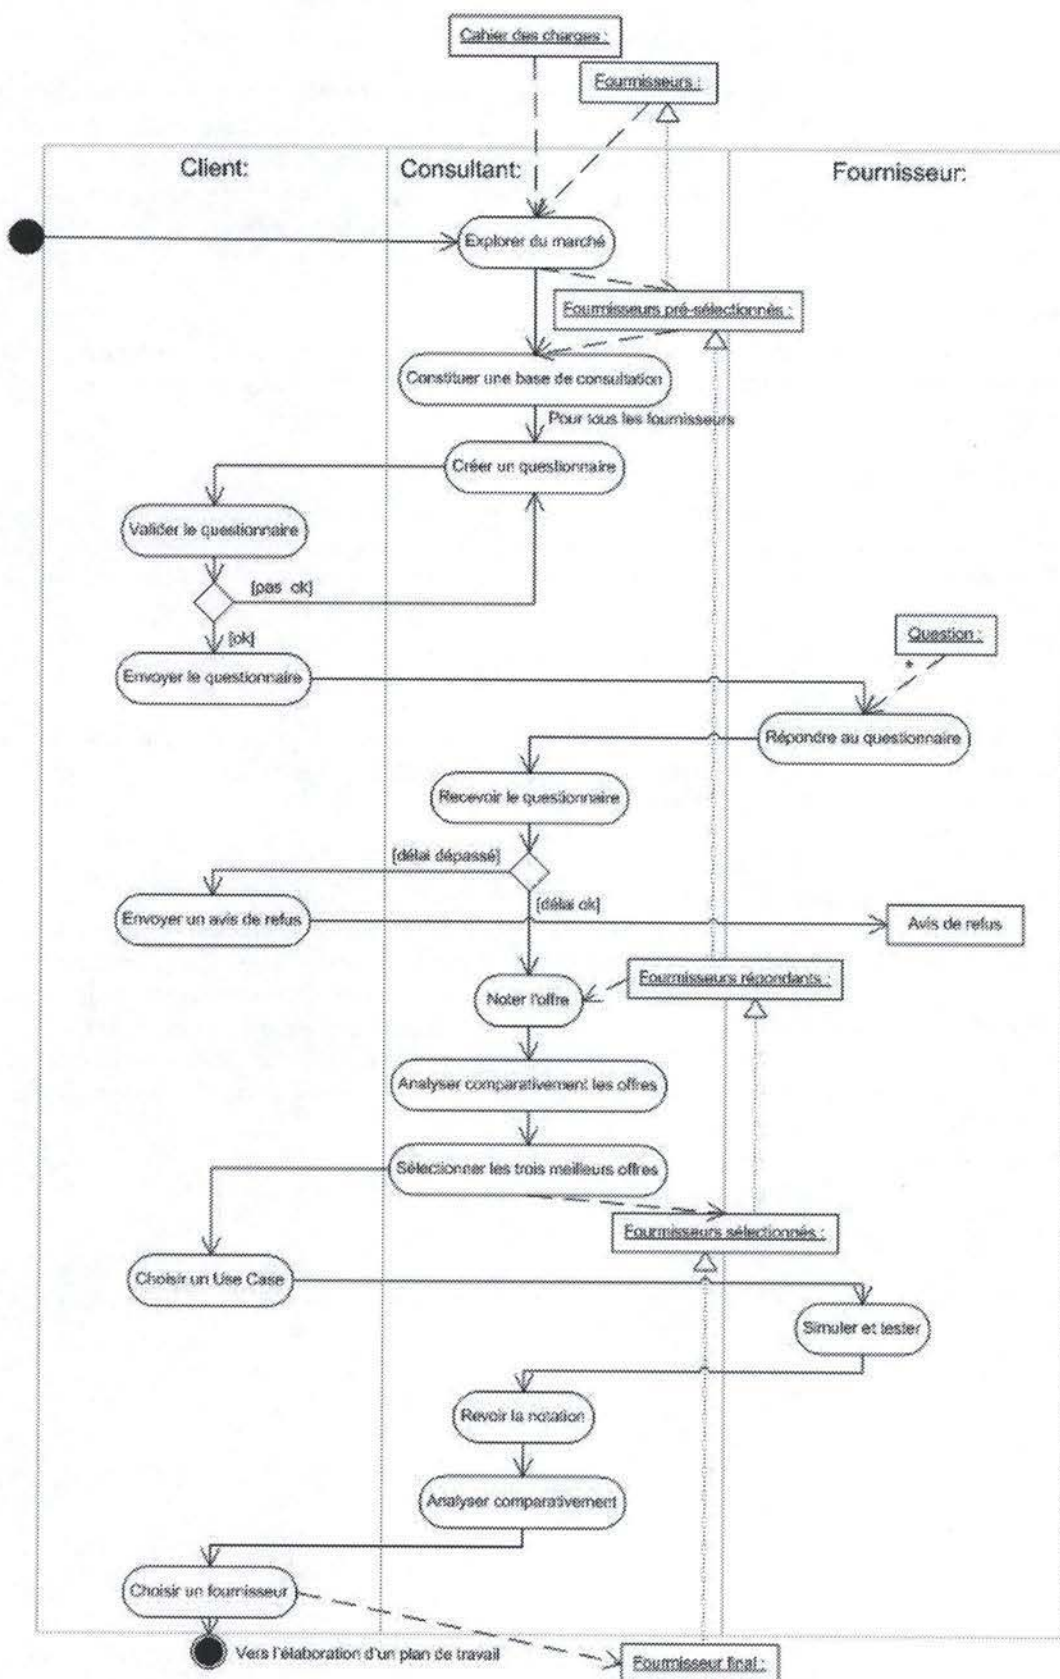 Cahier des charges :
Fournisseurs :
Client:
Consultant:
Fournisseur:
Explorer du marché
Fournisseurs pré-sélectionnés :
Constituer une base de consultation
Pour tous les fournisseurs
Créer un questionnaire
Valider le questionnaire
[pas ok]
[ok]
Question :
*
Envoyer le questionnaire
Répondre au questionnaire
Recevoir le questionnaire
[délai dépassé]
[délai ok]
Envoyer un avis de refus
Avis de refus
Fournisseurs répondants :
Noter l'offre
Analyser comparativement les offres
Sélectionner les trois meilleurs offres
Fournisseurs sélectionnés :
Choisir un Use Case
Simuler et tester
Revoir la notation
Analyser comparativement
Choisir un fournisseur
Vers l'élaboration d'un plan de travail
Fournisseur final :